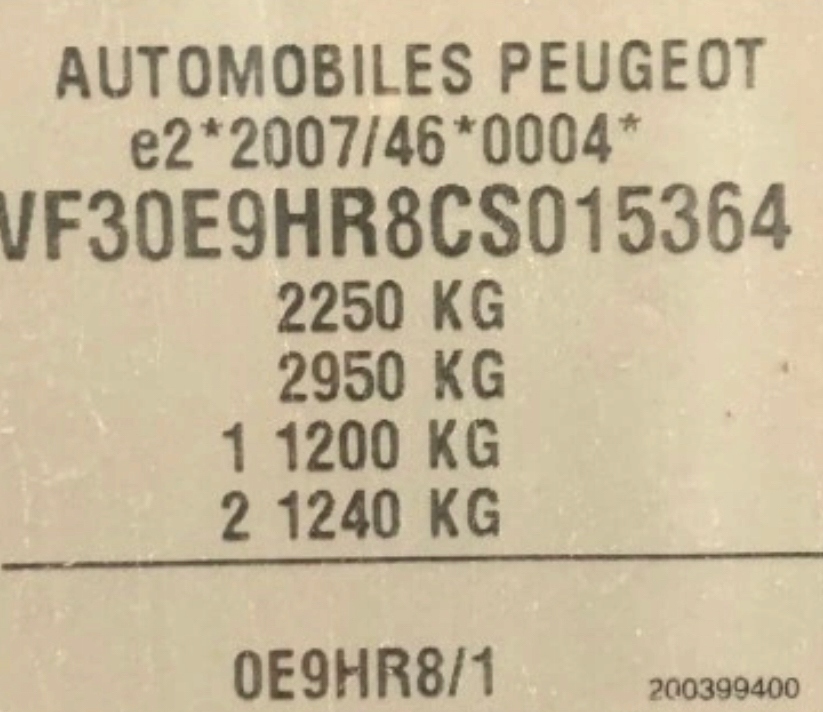 AUTOMOBILES PEUGEOT
e2*2007/46*0004*
VF30E9HR8CS015364
2250 KG
2950 KG
1 1200 KG
2 1240 KG
0E9HR8/1
200399400